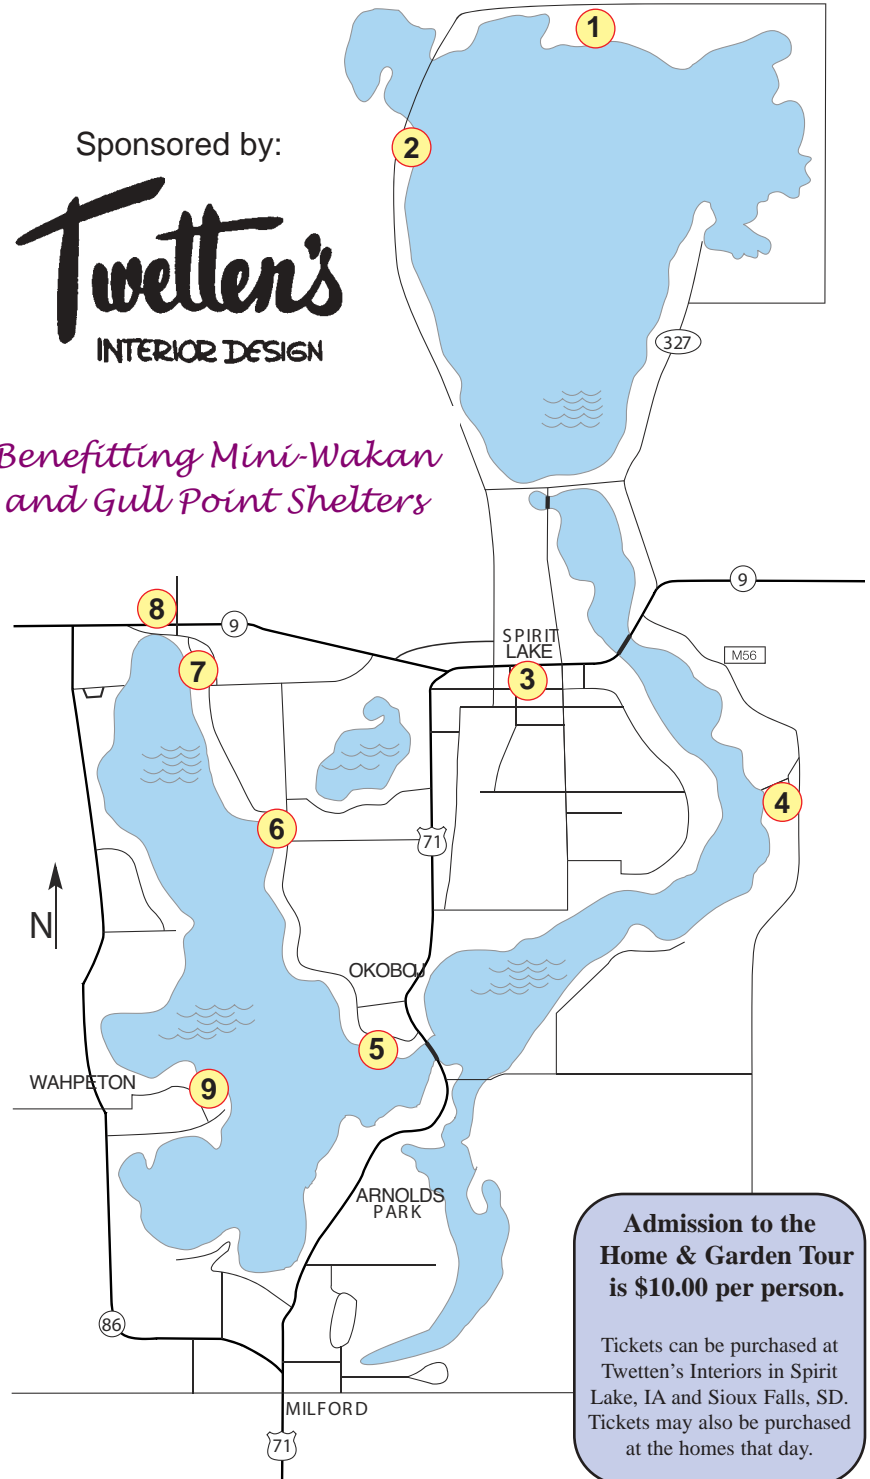 1
2
Sponsored by:
Twetten's
INTERIOR DESIGN
327
Benefitting Mini-Wakan
and Gull Point Shelters
9
8
9
SPIRIT
LAKE
M56
7
3
4
6
71
N
OKOBOJ
5
WAHPETON
9
ARNOLDS
PARK
Admission to the
Home & Garden Tour
is $10.00 per person.
86
Tickets can be purchased at
Twetten's Interiors in Spirit
Lake, IA and Sioux Falls, SD.
Tickets may also be purchased
at the homes that day.
MILFORD
71